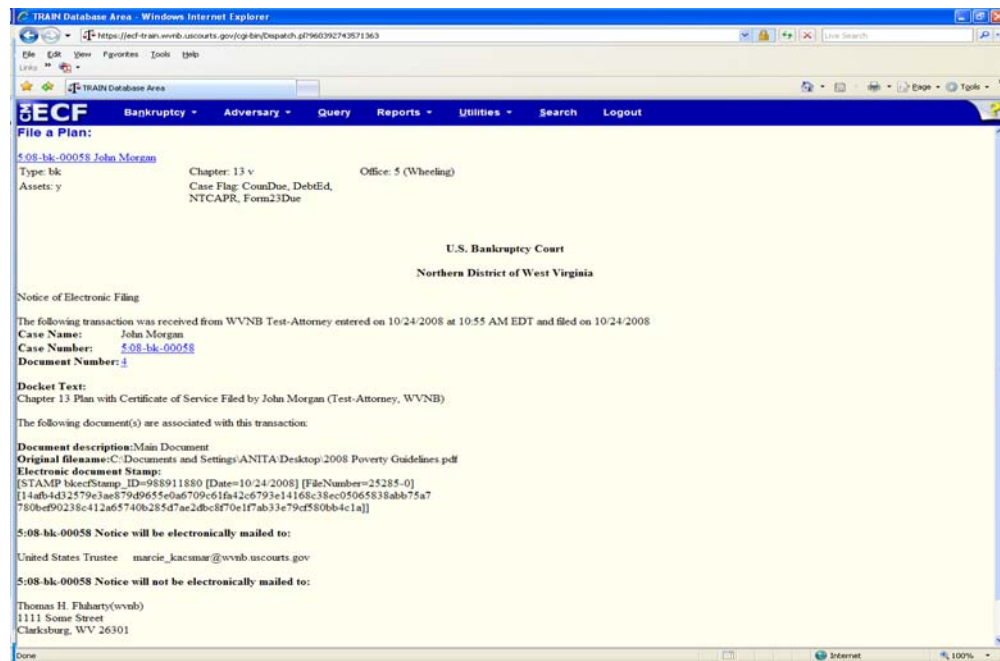 TRAIN Database Area - Windows Internet Explorer
https://ecf-train.wvnb.uscourts.gov/cgi-bin/Dispatch.pl?960392743571363
Live Search
File Edit View Favorites Tools Help
Links
TRAIN Database Area
Page Tools
CM ECF Bankruptcy Adversary Query Reports Utilities Search Logout
File a Plan:
5:08-bk-00058 John Morgan
Type: bk Chapter: 13 v Office: 5 (Wheeling)
Assets: y Case Flag: CounDue, DebtEd,
NTCAPR, Form23Due
U.S. Bankruptcy Court
Northern District of West Virginia
Notice of Electronic Filing
The following transaction was received from WVNB Test-Attorney entered on 10/24/2008 at 10:55 AM EDT and filed on 10/24/2008
Case Name: John Morgan
Case Number: 5:08-bk-00058
Document Number: 4
Docket Text:
Chapter 13 Plan with Certificate of Service Filed by John Morgan (Test-Attorney, WVNB)
The following document(s) are associated with this transaction:
Document description:Main Document
Original filename:C:\Documents and Settings\ANITA\Desktop\2008 Poverty Guidelines.pdf
Electronic document Stamp:
[STAMP bkecfStamp_ID=988911880 [Date=10/24/2008] [FileNumber=25285-0]
[14afb4d32579e3ae879d9655e0a6709c61fa42c6793e14168c38ec05065838abb75a7
780bef90238c412a65740b285d7ae2dbc8f70e1f7ab33e79cf580bb4c1a]]
5:08-bk-00058 Notice will be electronically mailed to:
United States Trustee marcie_kacsmar@wvnb.uscourts.gov
5:08-bk-00058 Notice will not be electronically mailed to:
Thomas H. Fluharty(wvnb)
1111 Some Street
Clarksburg, WV 26301
Done Internet 100%